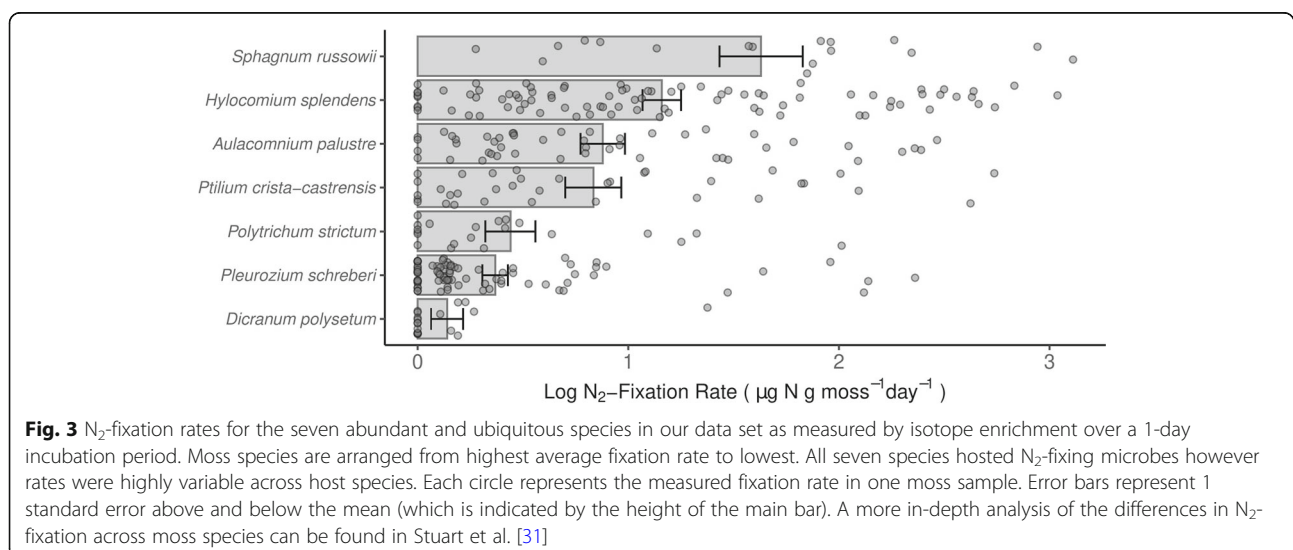 Sphagnum russowii
Hylocomium splendens
Aulacomnium palustre
Ptilium crista−castrensis
Polytrichum strictum
Pleurozium schreberi
Dicranum polysetum
0 1 2 3
Log N₂−Fixation Rate ( µg N g moss⁻¹day⁻¹ )
Fig. 3 N₂-fixation rates for the seven abundant and ubiquitous species in our data set as measured by isotope enrichment over a 1-day
incubation period. Moss species are arranged from highest average fixation rate to lowest. All seven species hosted N₂-fixing microbes however
rates were highly variable across host species. Each circle represents the measured fixation rate in one moss sample. Error bars represent 1
standard error above and below the mean (which is indicated by the height of the main bar). A more in-depth analysis of the differences in N₂-
fixation across moss species can be found in Stuart et al. [31]